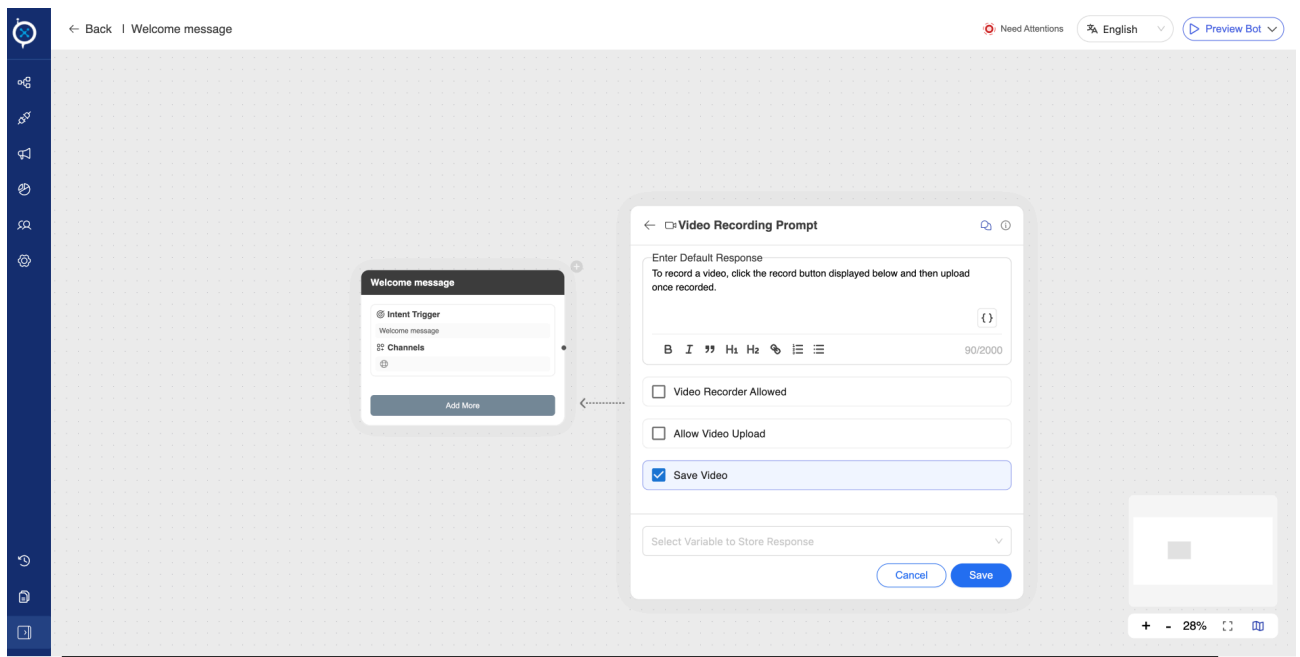 Back | Welcome message
Need Attentions
English
Preview Bot
Video Recording Prompt
Enter Default Response
To record a video, click the record button displayed below and then upload
once recorded.
{ }
B I ” H1 H2
90/2000
Welcome message
Intent Trigger
Welcome message
Channels
Add More
Video Recorder Allowed
Allow Video Upload
Save Video
Select Variable to Store Response
Cancel Save
+ - 28%